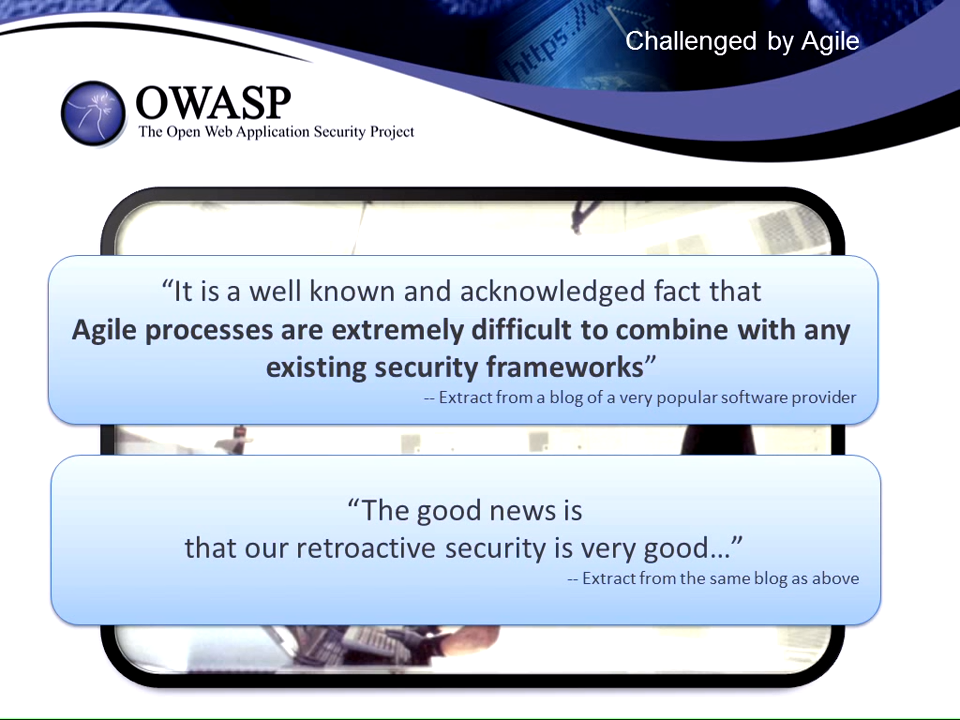 https://w
Challenged by Agile
OWASP
The Open Web Application Security Project
“It is a well known and acknowledged fact that
Agile processes are extremely difficult to combine with any
existing security frameworks”
-- Extract from a blog of a very popular software provider
“The good news is
that our retroactive security is very good…”
-- Extract from the same blog as above